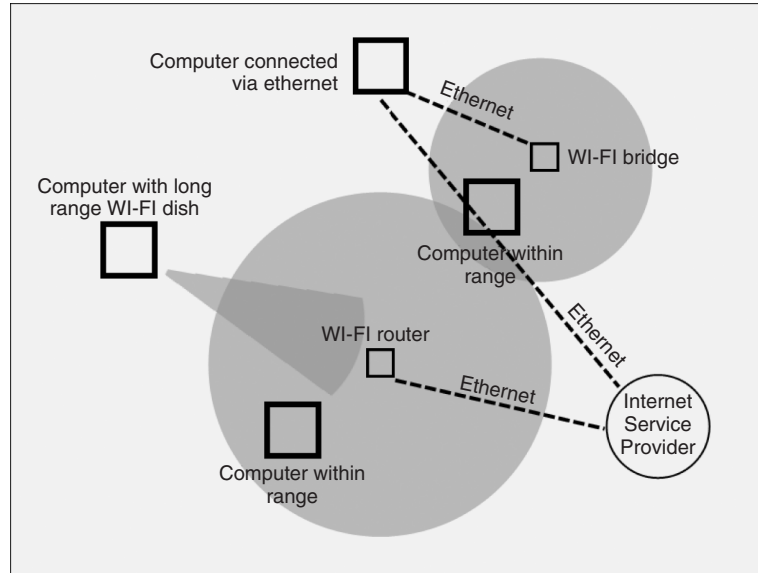 Computer connected
via ethernet
Ethernet
WI-FI bridge
Computer with long
range WI-FI dish
Computer within
range
Ethernet
WI-FI router
Ethernet
Internet
Service
Provider
Computer within
range